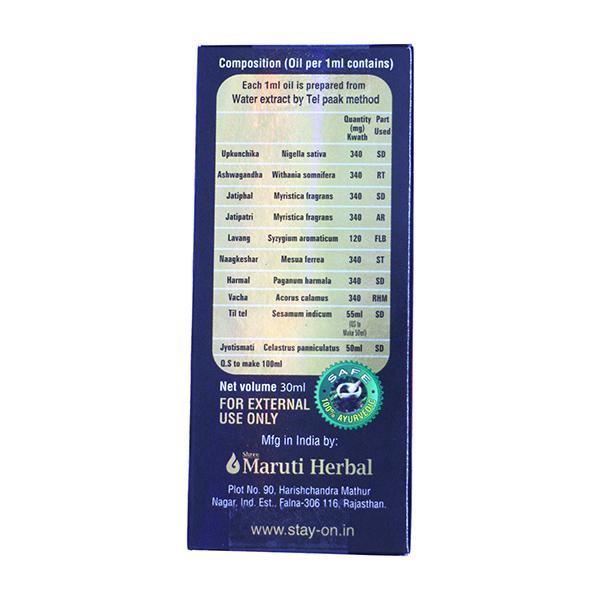 Composition (Oil per 1ml contains)
Each 1ml oil is prepared from
Water extract by Tel paak method
Quantity (mg) Kwath Part Used
Upkunchika Nigella sativa 340 SD
Ashwagandha Withania somnifera 340 RT
Jatiphal Myristica fragrans 340 SD
Jatipatri Myristica fragrans 340 AR
Lavang Syzygium aromaticum 120 FLB
Naagkeshar Mesua ferrea 340 ST
Harmal Paganum harmala 340 SD
Vacha Acorus calamus 340 RHM
Til tel Sesamum indicum 55ml SD
(QS to
Make 50ml)
Jyotismati Celastrus panniculatus 50ml SD
Q.S to make 100ml
Net volume 30ml
SAFE
100% AYURVEDIC
FOR EXTERNAL
USE ONLY
Mfg in India by:
Shree
Maruti Herbal
Plot No. 90, Harishchandra Mathur
Nagar, Ind. Est., Falna-306 116, Rajasthan.
www.stay-on.in